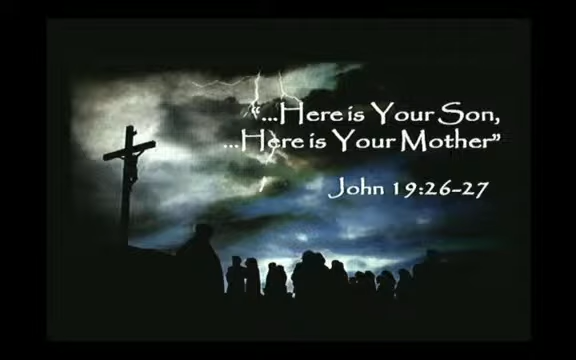 “...Here is Your Son,
...Here is Your Mother”
John 19:26-27